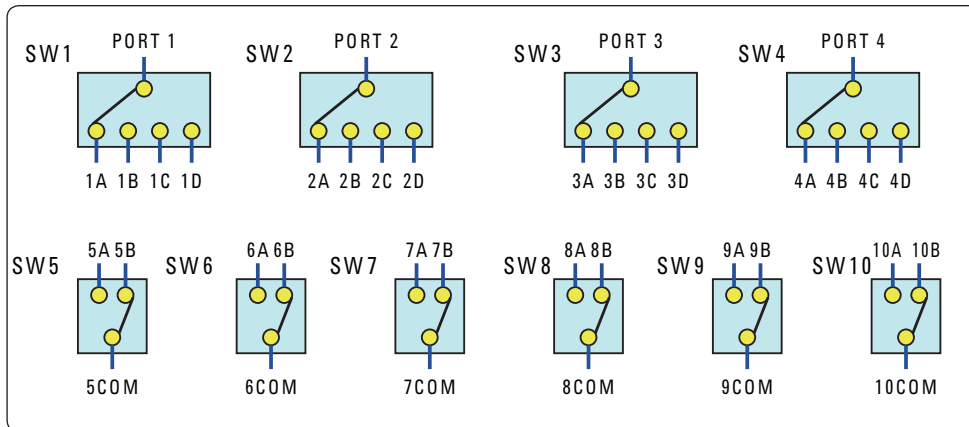 SW1 PORT 1 SW2 PORT 2 SW3 PORT 3 SW4 PORT 4
1A 1B 1C 1D 2A 2B 2C 2D 3A 3B 3C 3D 4A 4B 4C 4D
5A 5B 6A 6B 7A 7B 8A 8B 9A 9B 10A 10B
SW5 SW6 SW7 SW8 SW9 SW10
5COM 6COM 7COM 8COM 9COM 10COM